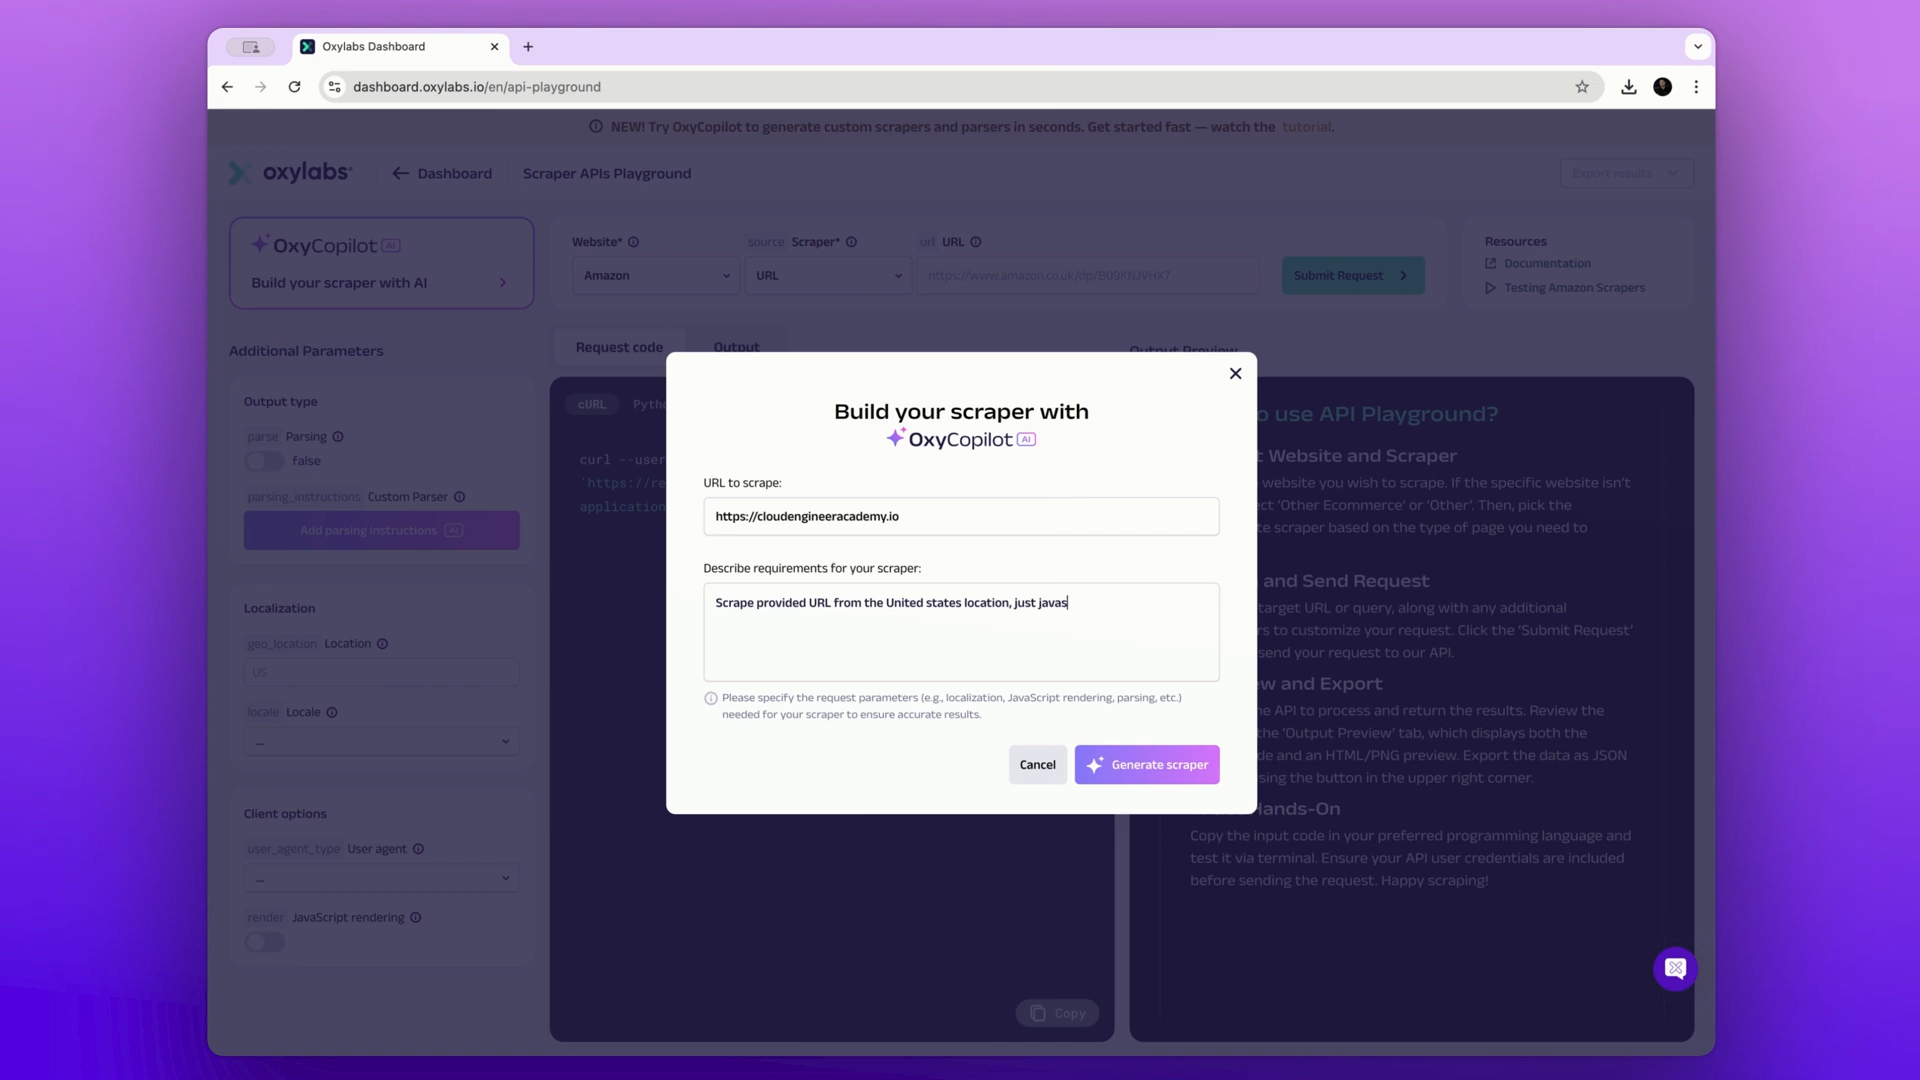 Oxylabs Dashboard
dashboard.oxylabs.io/en/api-playground
NEW! Try OxyCopilot to generate custom scrapers and parsers in seconds. Get started fast — watch the tutorial.
oxylabs
Dashboard
Scraper APIs Playground
Export results
OxyCopilot AI
Build your scraper with AI
Website*
source Scraper*
url URL
Amazon
URL
https://www.amazon.co.uk/dp/B09KNJVHX7
Submit Request
Resources
Documentation
Testing Amazon Scrapers
Additional Parameters
Request code
Output
Output Preview
Output type
parse Parsing
false
parsing_instructions Custom Parser
Add parsing instructions AI
Localization
geo_location Location
US
locale Locale
...
Client options
user_agent_type User agent
...
render JavaScript rendering
cURL
Pytho
curl --user
'https://re
application
Copy
Build your scraper with
OxyCopilot AI
URL to scrape:
https://cloudengineeracademy.io
Describe requirements for your scraper:
Scrape provided URL from the United states location, just javas
Please specify the request parameters (e.g., localization, JavaScript rendering, parsing, etc.)
needed for your scraper to ensure accurate results.
Cancel
Generate scraper
o use API Playground?
t Website and Scraper
website you wish to scrape. If the specific website isn't
ct 'Other Ecommerce' or 'Other'. Then, pick the
te scraper based on the type of page you need to
and Send Request
target URL or query, along with any additional
rs to customize your request. Click the 'Submit Request'
send your request to our API.
w and Export
he API to process and return the results. Review the
the 'Output Preview' tab, which displays both the
de and an HTML/PNG preview. Export the data as JSON
sing the button in the upper right corner.
Hands-On
Copy the input code in your preferred programming language and
test it via terminal. Ensure your API user credentials are included
before sending the request. Happy scraping!